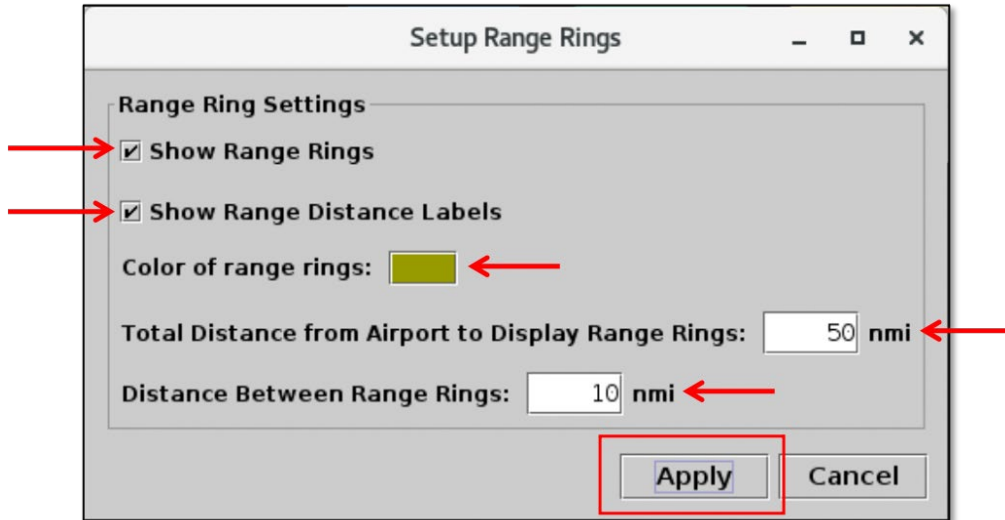 Setup Range Rings
Range Ring Settings
Show Range Rings
Show Range Distance Labels
Color of range rings:
Total Distance from Airport to Display Range Rings: 50 nmi
Distance Between Range Rings: 10 nmi
Apply Cancel